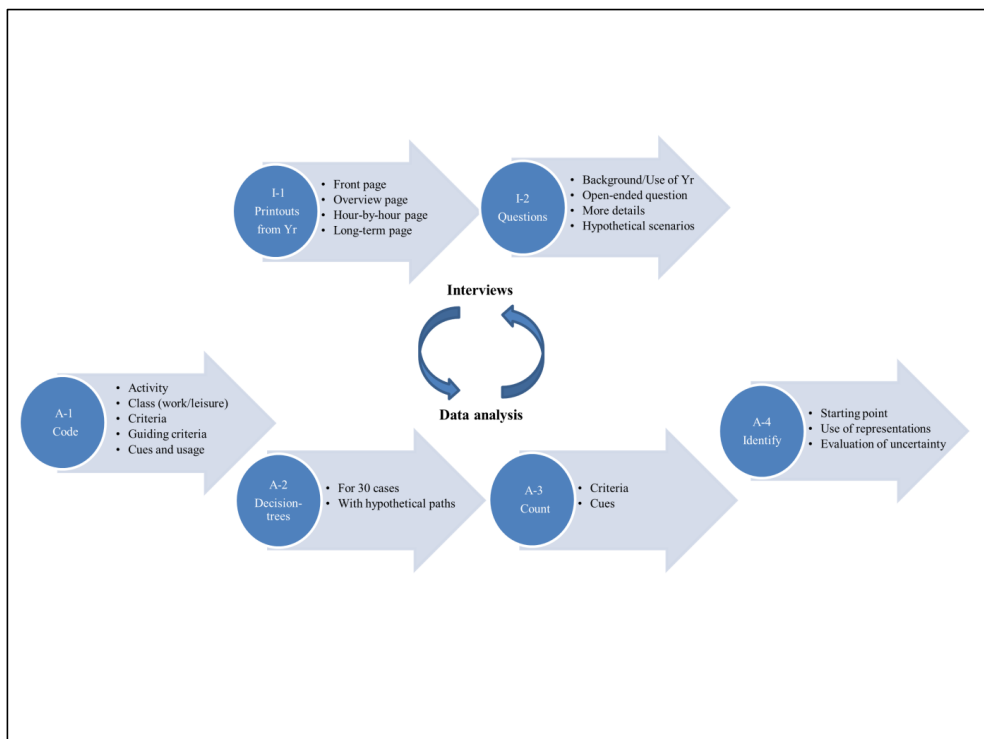 I-1
Printouts
from Yr
• Front page
• Overview page
• Hour-by-hour page
• Long-term page
I-2
Questions
• Background/Use of Yr
• Open-ended question
• More details
• Hypothetical scenarios
Interviews
Data analysis
A-1
Code
• Activity
• Class (work/leisure)
• Criteria
• Guiding criteria
• Cues and usage
A-2
Decision-
trees
• For 30 cases
• With hypothetical paths
A-3
Count
• Criteria
• Cues
A-4
Identify
• Starting point
• Use of representations
• Evaluation of uncertainty